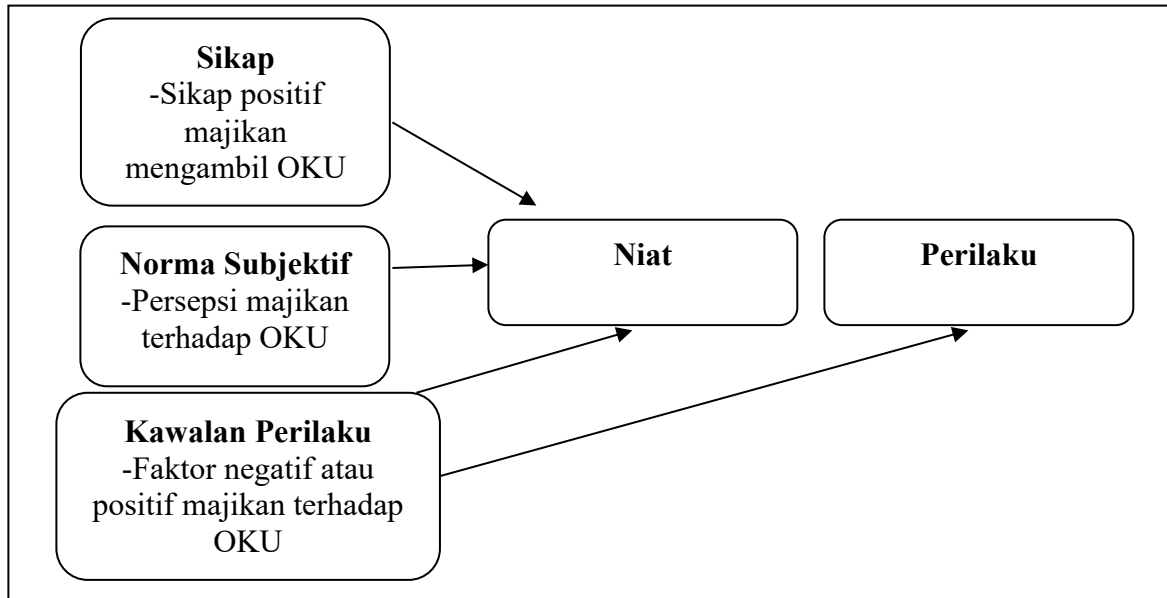 Sikap
-Sikap positif
majikan
mengambil OKU
Norma Subjektif
-Persepsi majikan
terhadap OKU
Kawalan Perilaku
-Faktor negatif atau
positif majikan terhadap
OKU
Niat
Perilaku